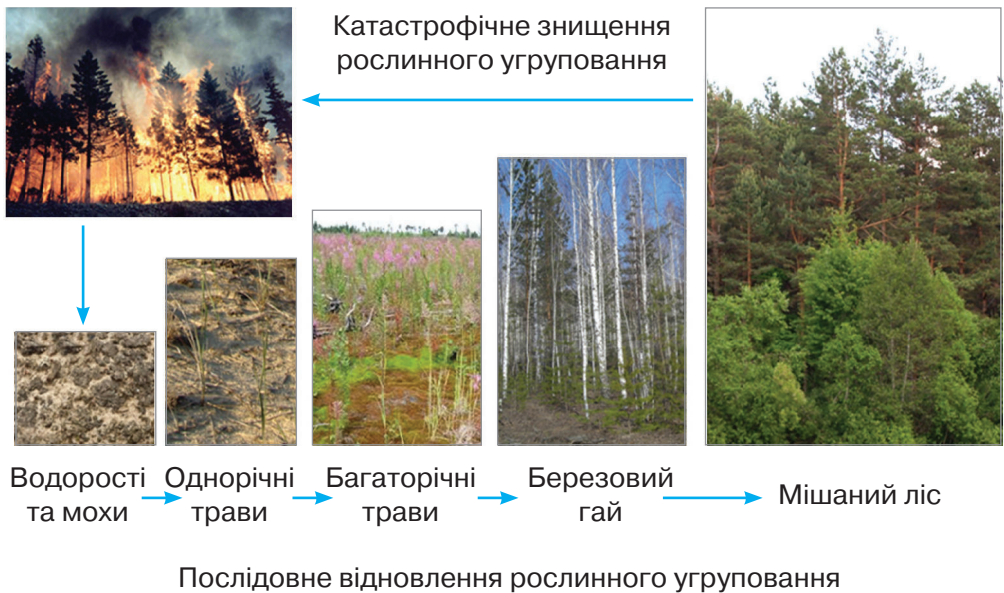 Катастрофічне знищення
рослинного угруповання
Водорості
та мохи
Однорічні
трави
Багаторічні
трави
Березовий
гай
Мішаний ліс
Послідовне відновлення рослинного угруповання